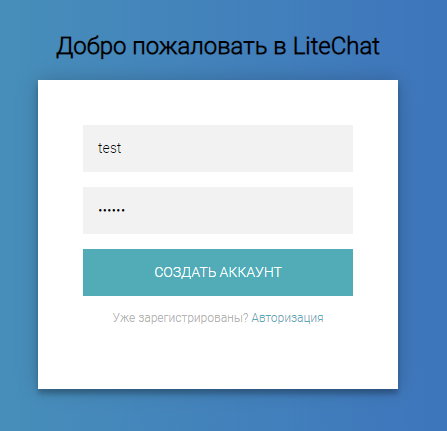 Добро пожаловать в LiteChat
test
••••••
СОЗДАТЬ АККАУНТ
Уже зарегистрированы? Авторизация